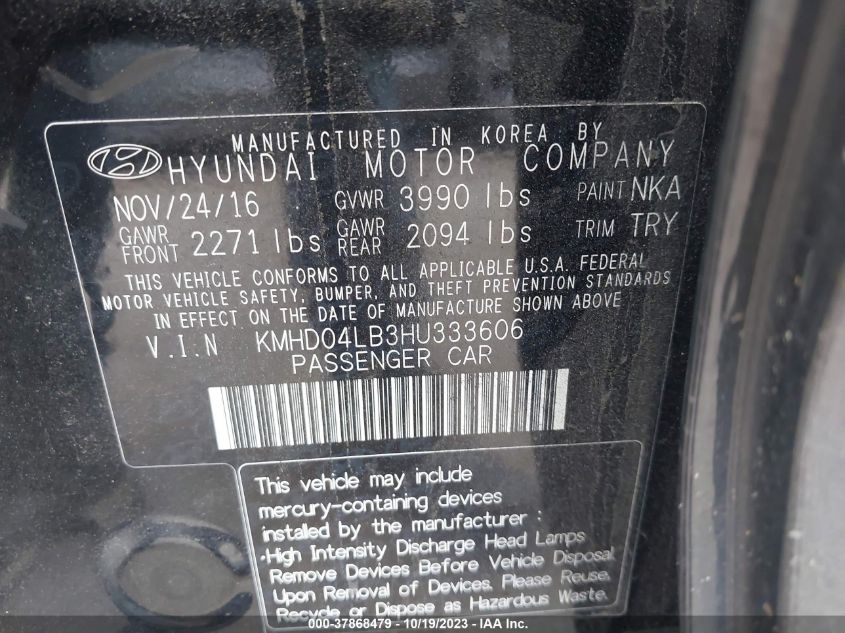 MANUFACTURED IN KOREA BY
HYUNDAI MOTOR COMPANY
NOV/24/16 GVWR 3990 lbs PAINT NKA
GAWR FRONT 2271 lbs GAWR REAR 2094 lbs TRIM TRY
THIS VEHICLE CONFORMS TO ALL APPLICABLE U.S.A. FEDERAL
MOTOR VEHICLE SAFETY, BUMPER, AND THEFT PREVENTION STANDARDS
IN EFFECT ON THE DATE OF MANUFACTURE SHOWN ABOVE
V.I.N KMHD04LB3HU333606
PASSENGER CAR
This vehicle may include
mercury-containing devices
installed by the manufacturer :
·High Intensity Discharge Head Lamps
Remove Devices Before Vehicle Disposal
Upon Removal of Devices. Please Reuse.
Recycle or Dispose as Hazardous Waste.
000-37868479 - 10/19/2023 - IAA Inc.